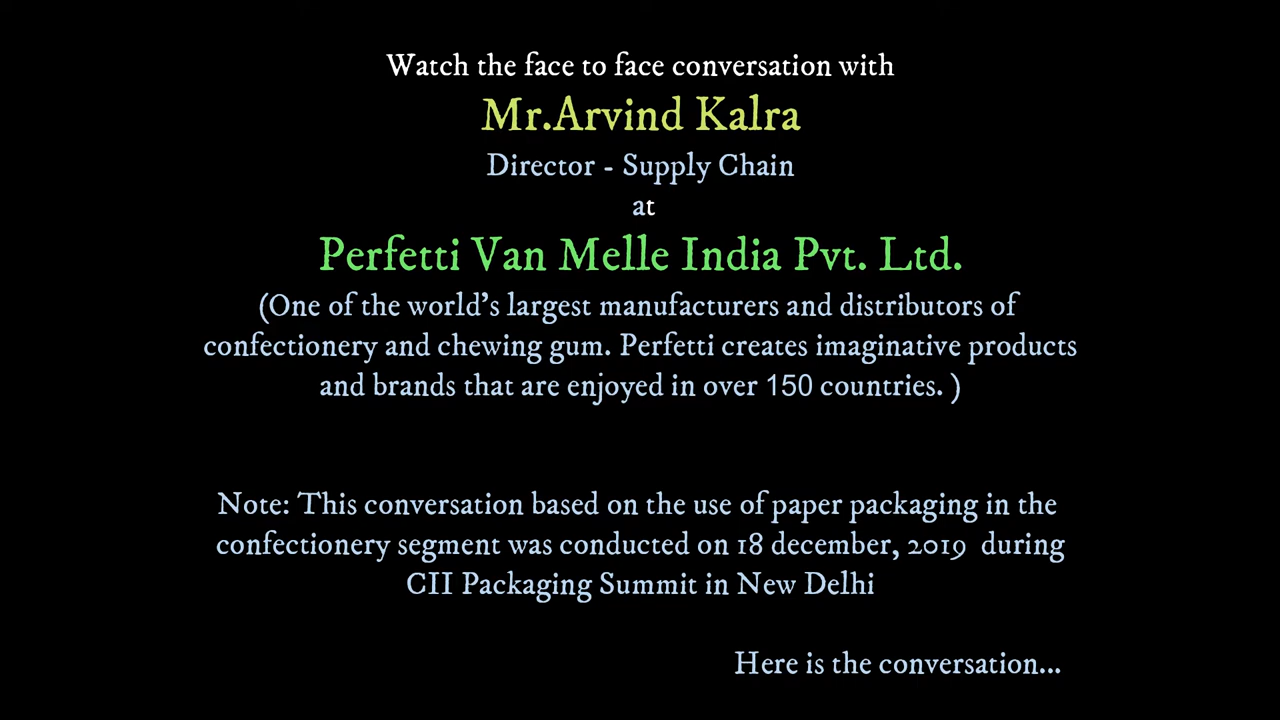 Watch the face to face conversation with
Mr.Arvind Kalra
Director - Supply Chain
at
Perfetti Van Melle India Pvt. Ltd.
(One of the world's largest manufacturers and distributors of
confectionery and chewing gum. Perfetti creates imaginative products
and brands that are enjoyed in over 150 countries. )
Note: This conversation based on the use of paper packaging in the
confectionery segment was conducted on 18 december, 2019 during
CII Packaging Summit in New Delhi
Here is the conversation...